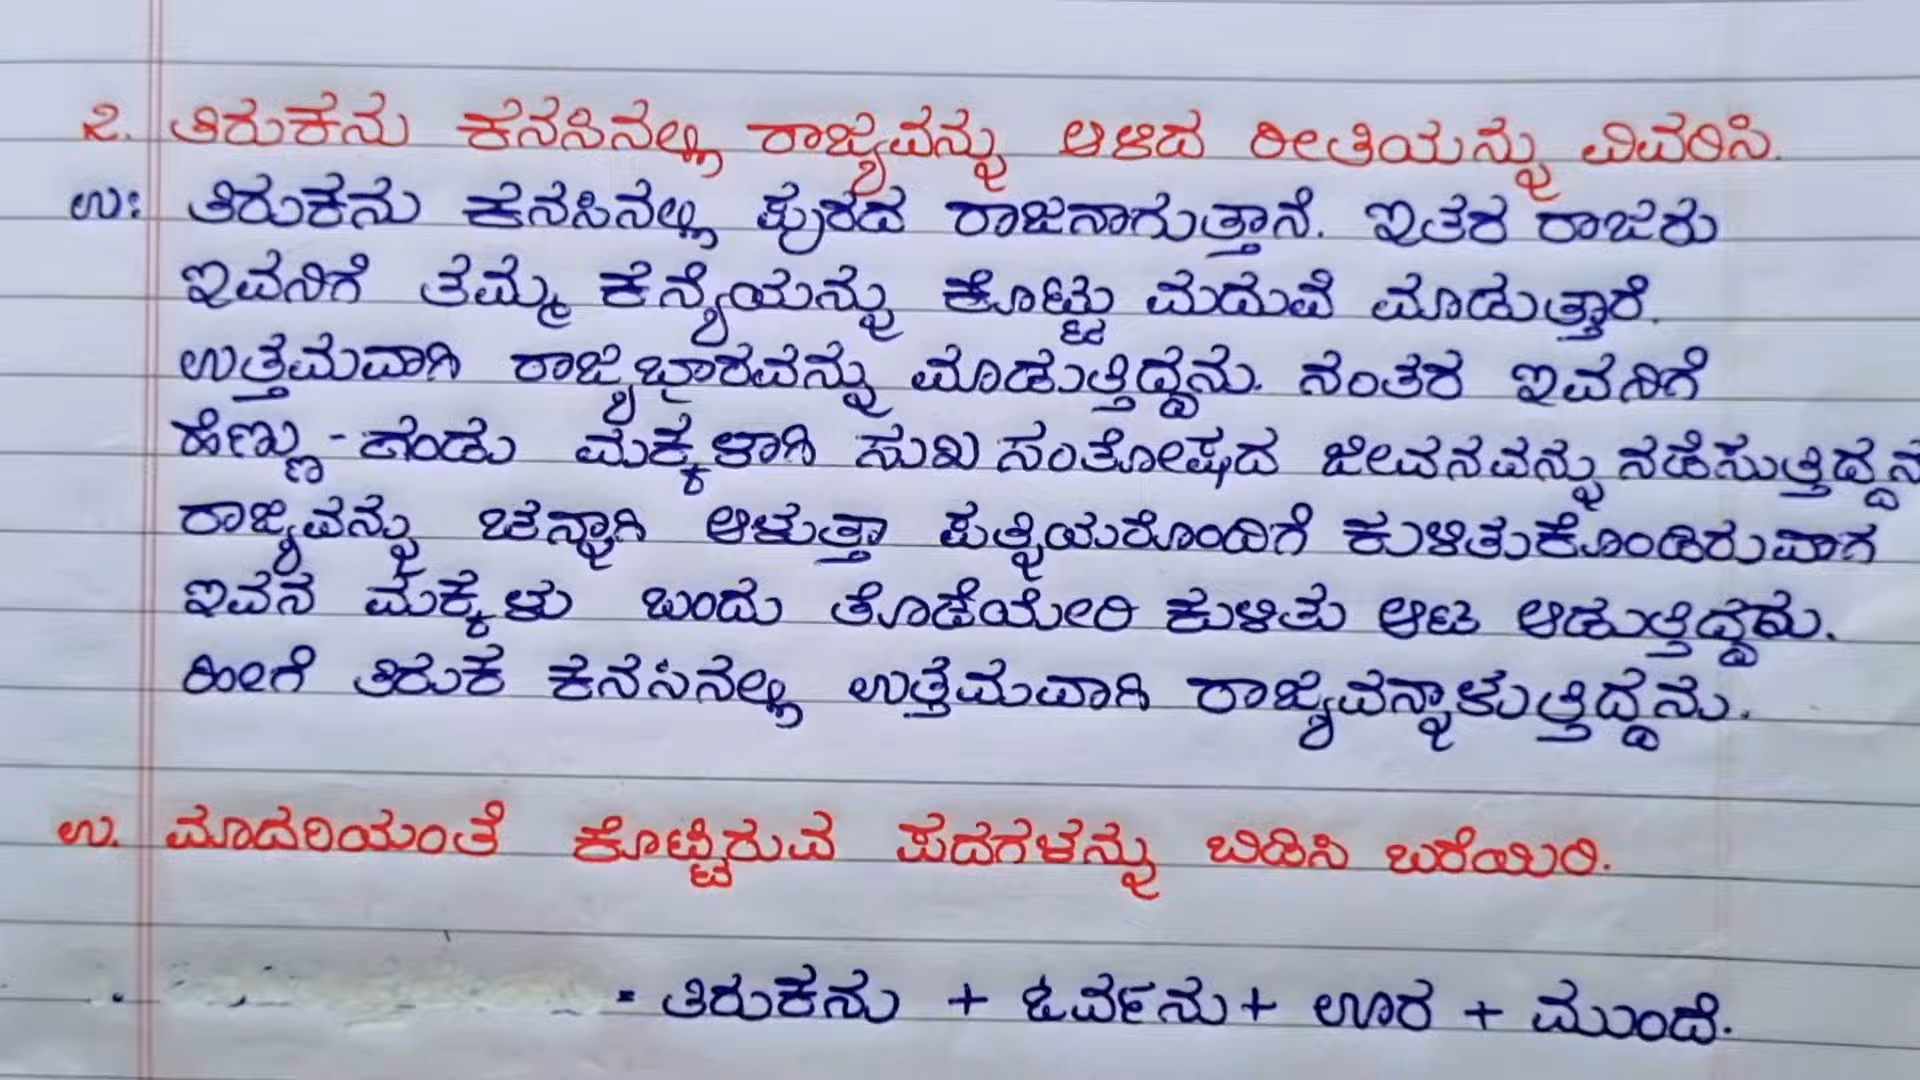 ೨. ತಿರುಕನು ಕನಸಿನಲ್ಲಿ ರಾಜ್ಯವನ್ನು ಆಳಿದ ರೀತಿಯನ್ನು ವಿವರಿಸಿ.
ಉ: ತಿರುಕನು ಕನಸಿನಲ್ಲಿ ಪುರದ ರಾಜನಾಗುತ್ತಾನೆ. ಇತರ ರಾಜರು
ಇವನಿಗೆ ತಮ್ಮ ಕನ್ಯೆಯನ್ನು ಕೊಟ್ಟು ಮದುವೆ ಮಾಡುತ್ತಾರೆ.
ಉತ್ತಮವಾಗಿ ರಾಜ್ಯಭಾರವನ್ನು ಮಾಡುತ್ತಿದ್ದನು. ನಂತರ ಇವನಿಗೆ
ಹೆಣ್ಣು - ಗಂಡು ಮಕ್ಕಳಾಗಿ ಸುಖ ಸಂತೋಷದ ಜೀವನವನ್ನು ನಡೆಸುತ್ತಿದ್ದನ
ರಾಜ್ಯವನ್ನು ಚೆನ್ನಾಗಿ ಆಳುತ್ತಾ ಪತ್ನಿಯರೊಂದಿಗೆ ಕುಳಿತುಕೊಂಡಿರುವಾಗ
ಇವನ ಮಕ್ಕಳು ಬಂದು ತೊಡೆಯೇರಿ ಕುಳಿತು ಆಟ ಆಡುತ್ತಿದ್ದರು.
ಹೀಗೆ ತಿರುಕ ಕನಸಿನಲ್ಲಿ ಉತ್ತಮವಾಗಿ ರಾಜ್ಯವನ್ನಾಳುತ್ತಿದ್ದನು.
ಉ. ಮಾದರಿಯಂತೆ ಕೊಟ್ಟಿರುವ ಪದಗಳನ್ನು ಬಿಡಿಸಿ ಬರೆಯಿರಿ.
= ತಿರುಕನು + ಓರ್ವನು + ಊರ + ಮುಂದೆ.